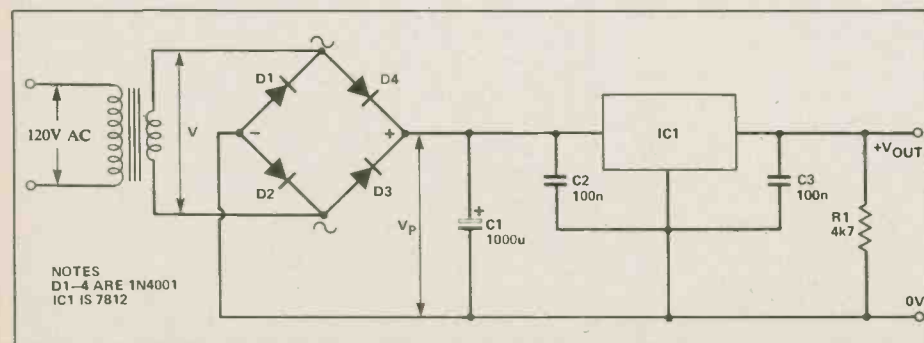 D1
D4
120V AC
V
−
+
IC1
+VOUT
D2
D3
C2
100n
C3
100n
VP
+
C1
1000u
R1
4k7
NOTES
D1–4 ARE 1N4001
IC1 IS 7812
0V